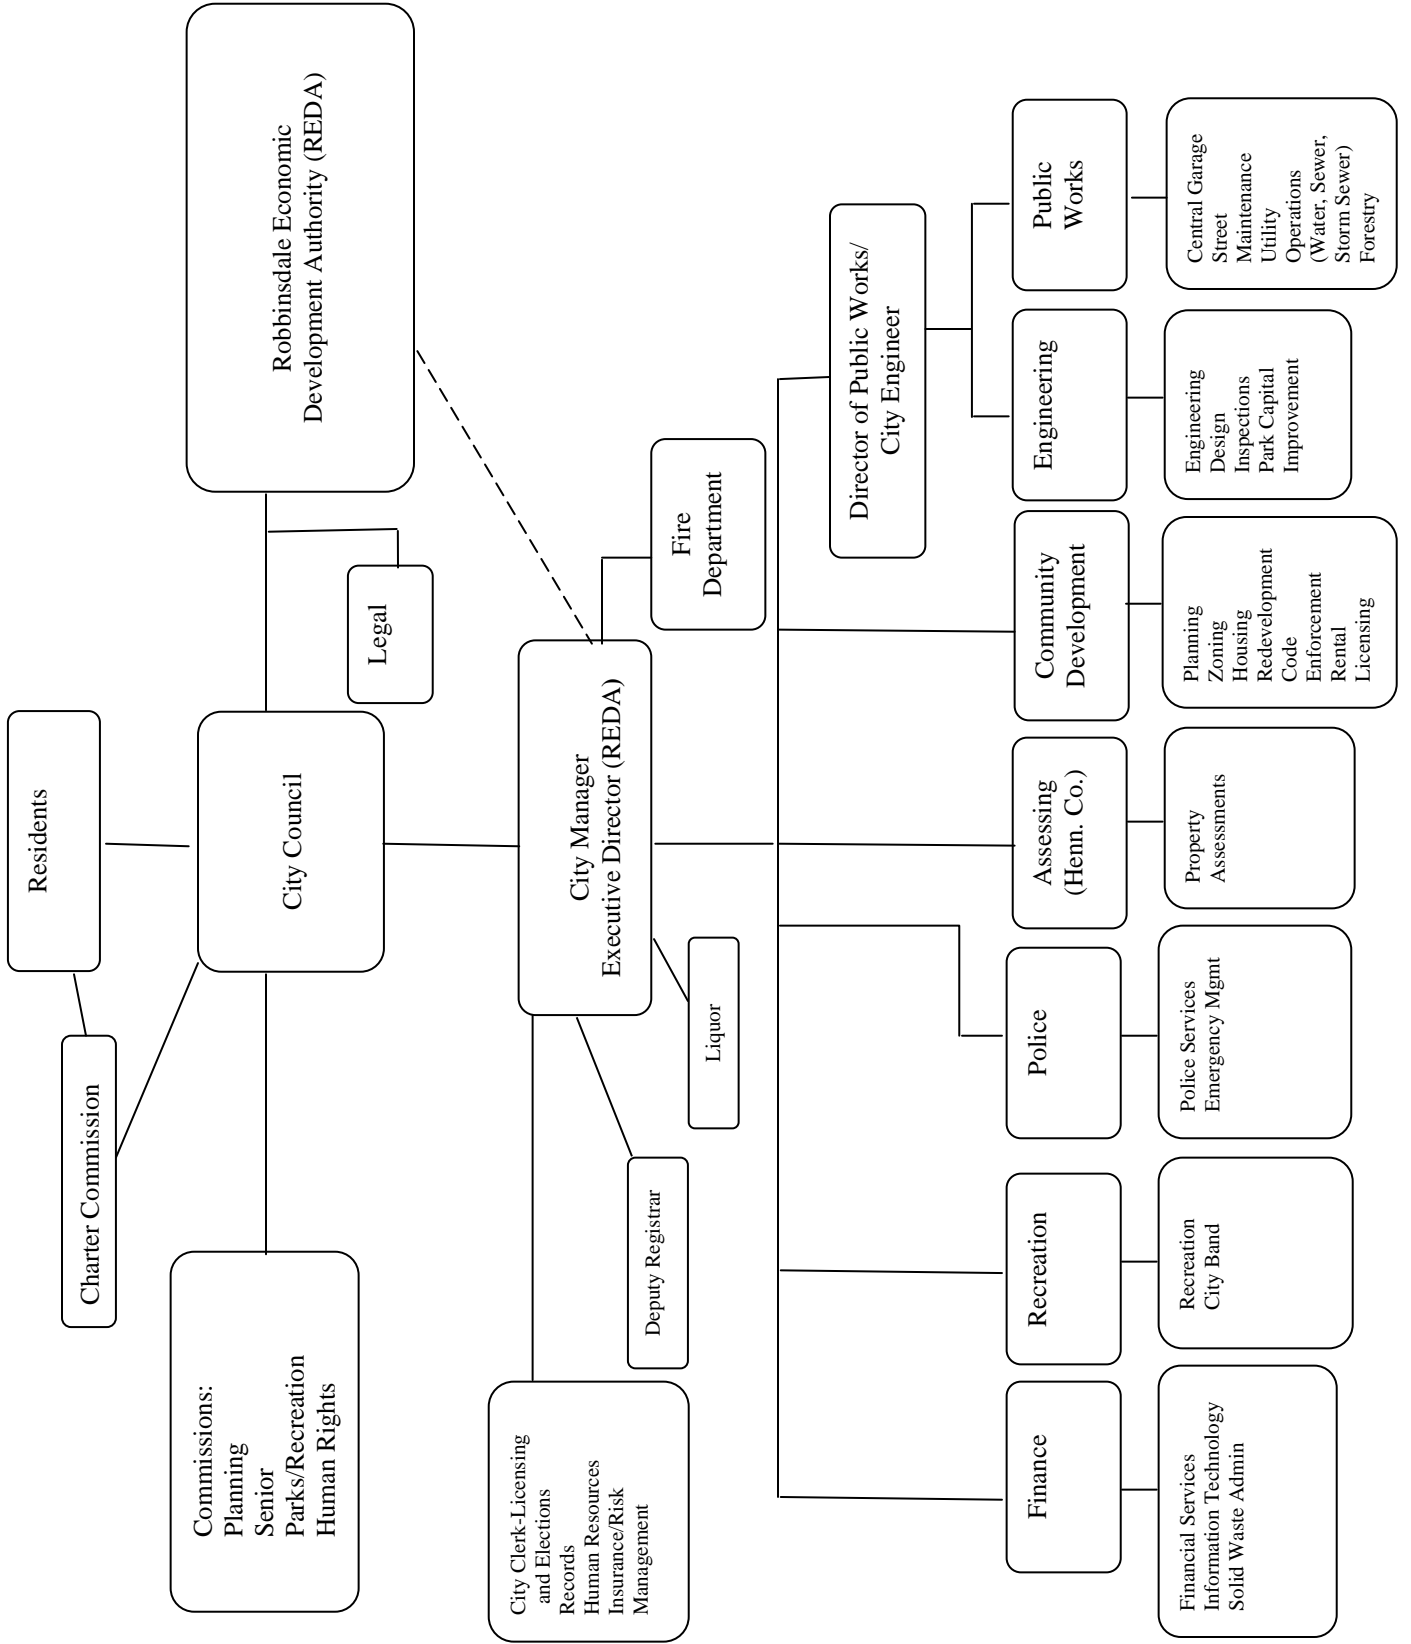 Residents
Charter Commission
City Council
Robbinsdale Economic
Development Authority (REDA)
Commissions:
Planning
Senior
Parks/Recreation
Human Rights
Legal
City Manager
Executive Director (REDA)
City Clerk-Licensing
and Elections
Records
Human Resources
Insurance/Risk
Management
Deputy Registrar
Liquor
Fire
Department
Director of Public Works/
City Engineer
Finance
Recreation
Police
Assessing
(Henn. Co.)
Community
Development
Engineering
Public
Works
Financial Services
Information Technology
Solid Waste Admin
Recreation
City Band
Police Services
Emergency Mgmt
Property
Assessments
Planning
Zoning
Housing
Redevelopment
Code
Enforcement
Rental
Licensing
Engineering
Design
Inspections
Park Capital
Improvement
Central Garage
Street
Maintenance
Utility
Operations
(Water, Sewer,
Storm Sewer)
Forestry